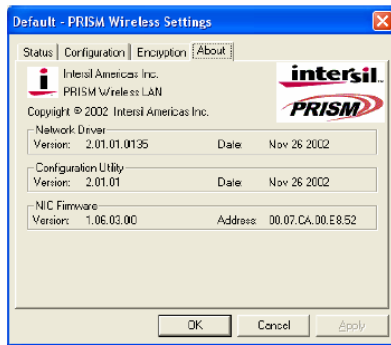 Default - PRISM Wireless Settings
Status Configuration Encryption About
Intersil Americas Inc.
PRISM Wireless LAN
intersil
PRISM
Copyright © 2002 Intersil Americas Inc.
Network Driver
Version: 2.01.01.0135 Date: Nov 26 2002
Configuration Utility
Version: 2.01.01 Date: Nov 26 2002
NIC Firmware
Version: 1.06.03.00 Address: 00.07.CA.00.E8.52
OK Cancel Apply